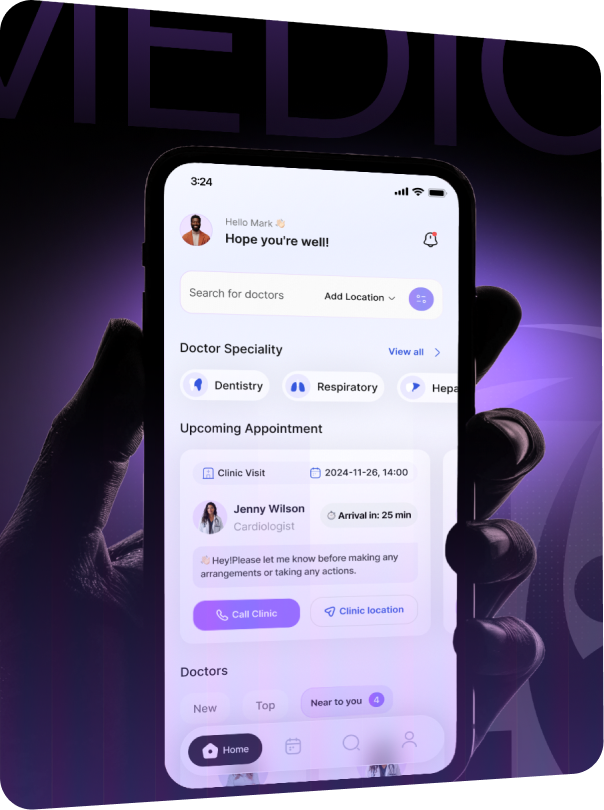 MEDIC
3:24
Hello Mark 👋🏻
Hope you're well!
Search for doctors
Add Location
Doctor Speciality
View all
Dentistry
Respiratory
Hepa
Upcoming Appointment
Clinic Visit
2024-11-26, 14:00
Jenny Wilson
Cardiologist
Arrival in: 25 min
👋🏻 Hey!Please let me know before making any
arrangements or taking any actions.
Call Clinic
Clinic location
Doctors
New
Top
Near to you 4
Home